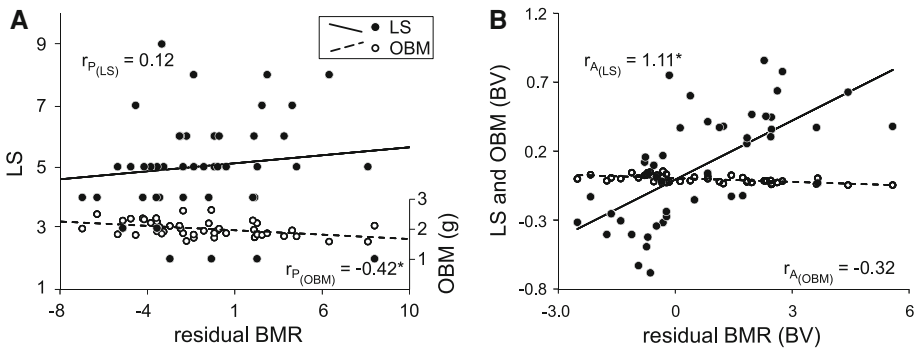 A
LS
OBM
r_P(LS) = 0.12
9
7
5
3
1
LS
3
2
1
OBM (g)
r_P(OBM) = -0.42*
-8 -4 1 6 10
residual BMR
B
r_A(LS) = 1.11*
1.2
0.7
0.2
-0.3
-0.8
LS and OBM (BV)
r_A(OBM) = -0.32
-3.0 0 3 6
residual BMR (BV)